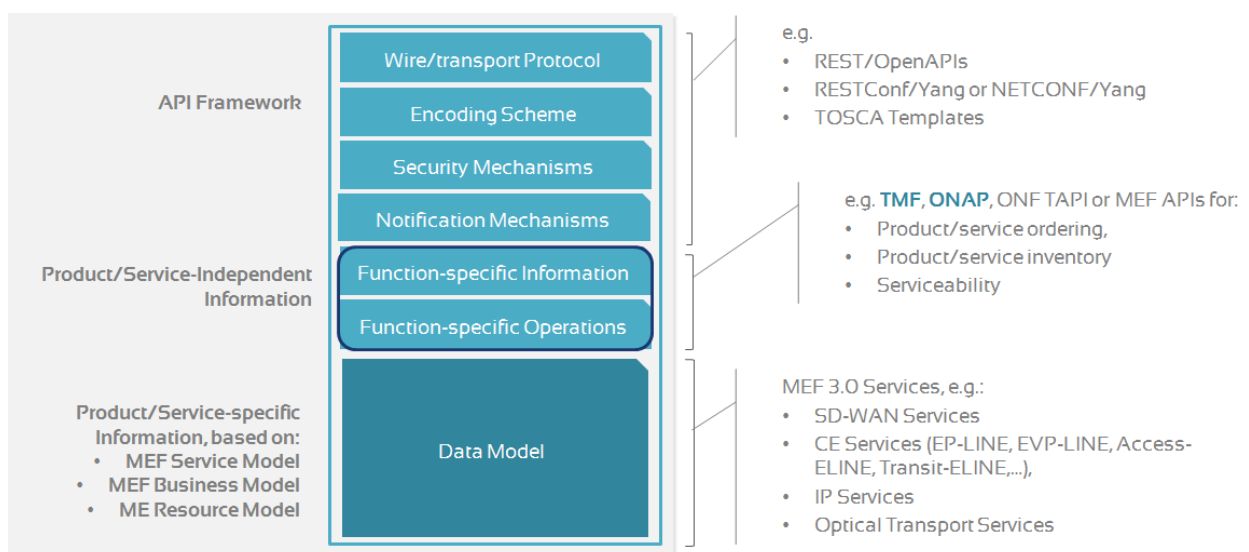 API Framework
Wire/transport Protocol
Encoding Scheme
Security Mechanisms
Notification Mechanisms
e.g.
• REST/OpenAPIs
• RESTConf/Yang or NETCONF/Yang
• TOSCA Templates
Product/Service-Independent
Information
Function-specific Information
Function-specific Operations
e.g. TMF, ONAP, ONF TAPI or MEF APIs for:
• Product/service ordering,
• Product/service inventory
• Serviceability
Product/Service-specific
Information, based on:
• MEF Service Model
• MEF Business Model
• ME Resource Model
Data Model
MEF 3.0 Services, e.g.:
• SD-WAN Services
• CE Services (EP-LINE, EVP-LINE, Access-
ELINE, Transit-ELINE,...),
• IP Services
• Optical Transport Services